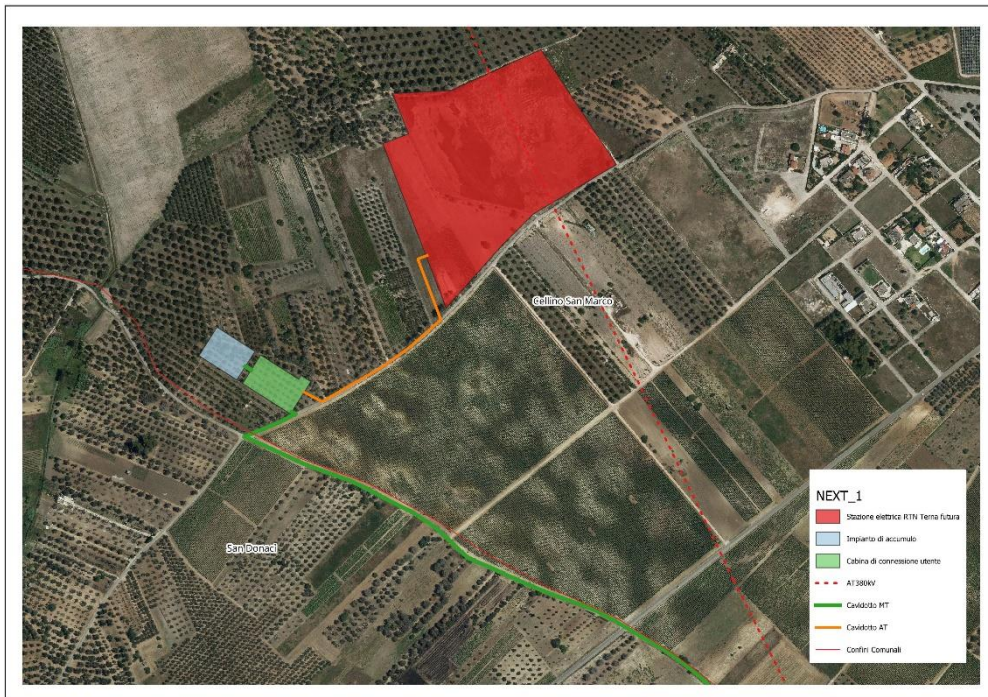 Cellino San Marco
San Donaci
NEXT_1
Stazione elettrica RTN Terna futura
Impianto di accumulo
Cabina di connessione utente
AT380kV
Cavidotto MT
Cavidotto AT
Confini Comunali